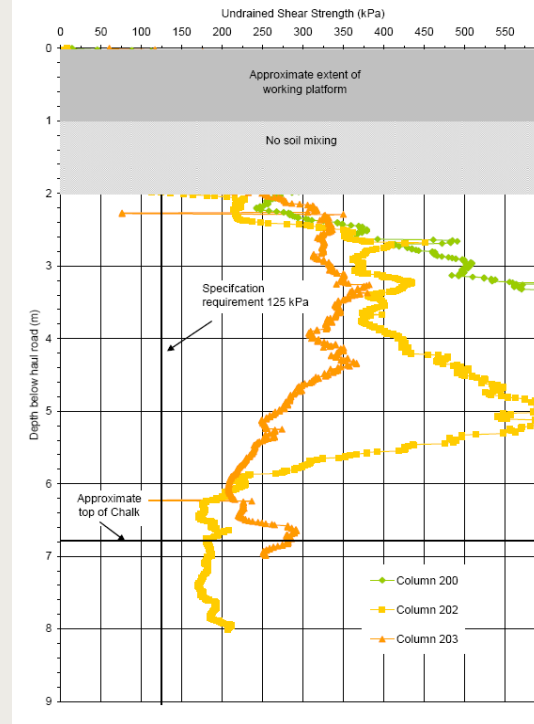 Undrained Shear Strength (kPa)
0 50 100 150 200 250 300 350 400 450 500 550
0
Approximate extent of
working platform
1
No soil mixing
2
3
Specifcation
requirement 125 kPa
4
Depth below haul road (m)
5
6
Approximate
top of Chalk
7
Column 200
Column 202
8
Column 203
9